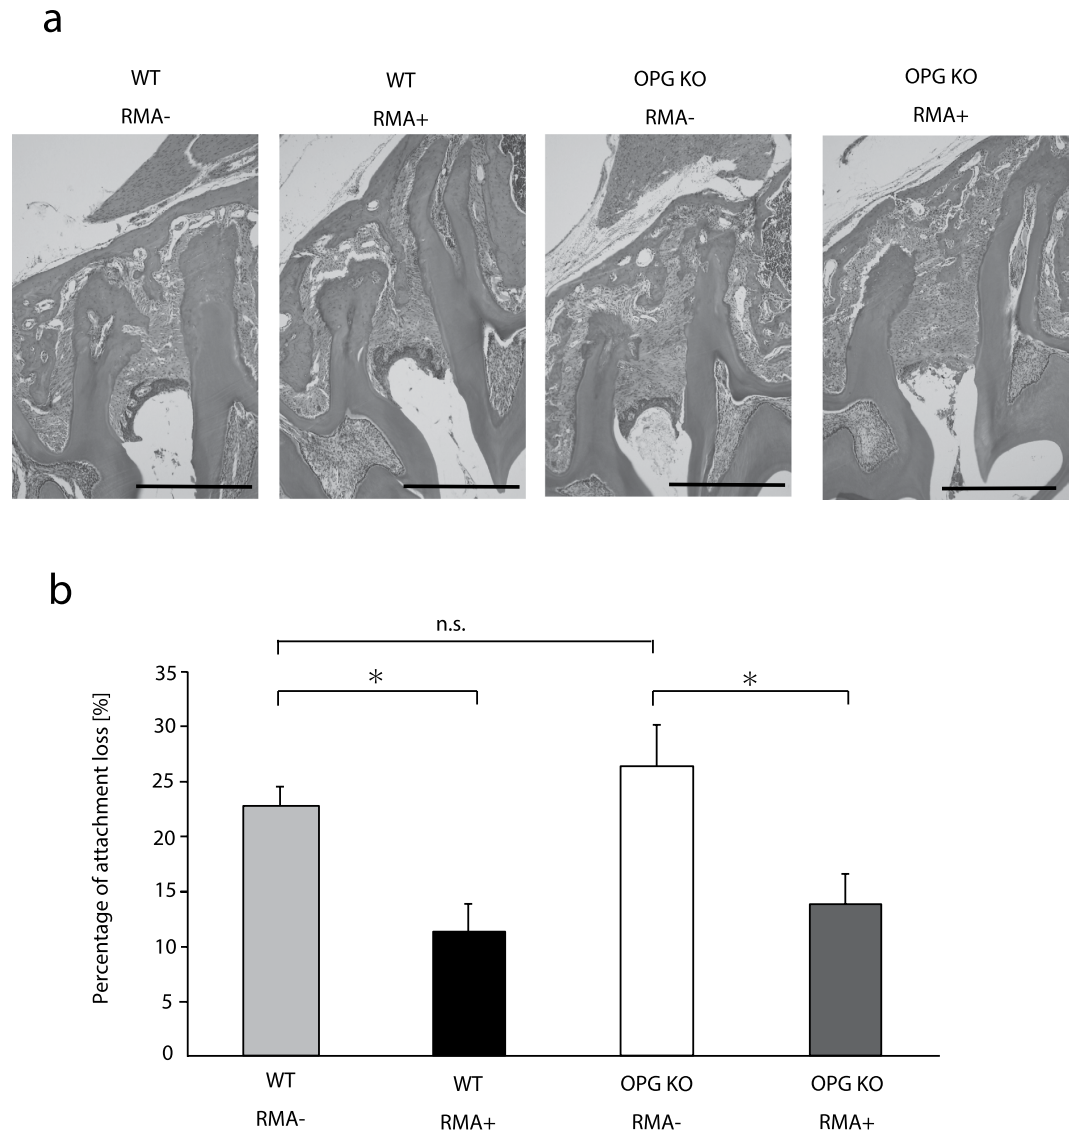 a
WT
RMA-
WT
RMA+
OPG KO
RMA-
OPG KO
RMA+
b
n.s.
*
*
Percentage of attachment loss [%]
35
30
25
20
15
10
5
0
WT
RMA-
WT
RMA+
OPG KO
RMA-
OPG KO
RMA+